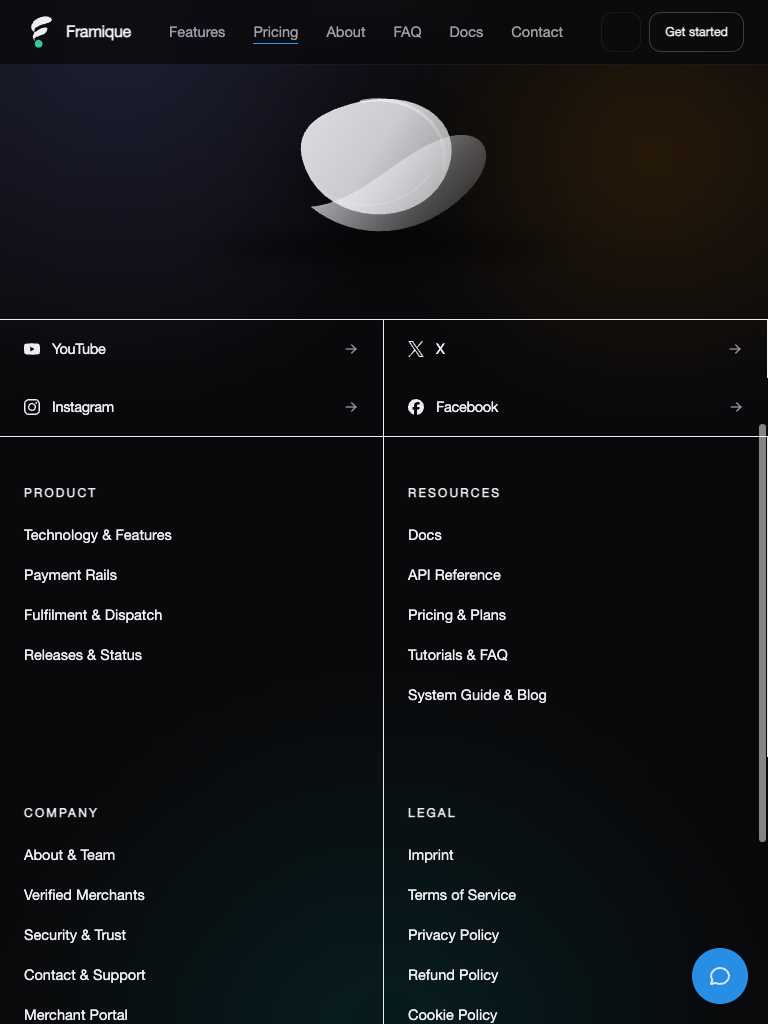 Framique
Features
Pricing
About
FAQ
Docs
Contact
Get started
YouTube
X
Instagram
Facebook
PRODUCT
Technology & Features
Payment Rails
Fulfilment & Dispatch
Releases & Status
RESOURCES
Docs
API Reference
Pricing & Plans
Tutorials & FAQ
System Guide & Blog
COMPANY
About & Team
Verified Merchants
Security & Trust
Contact & Support
Merchant Portal
LEGAL
Imprint
Terms of Service
Privacy Policy
Refund Policy
Cookie Policy